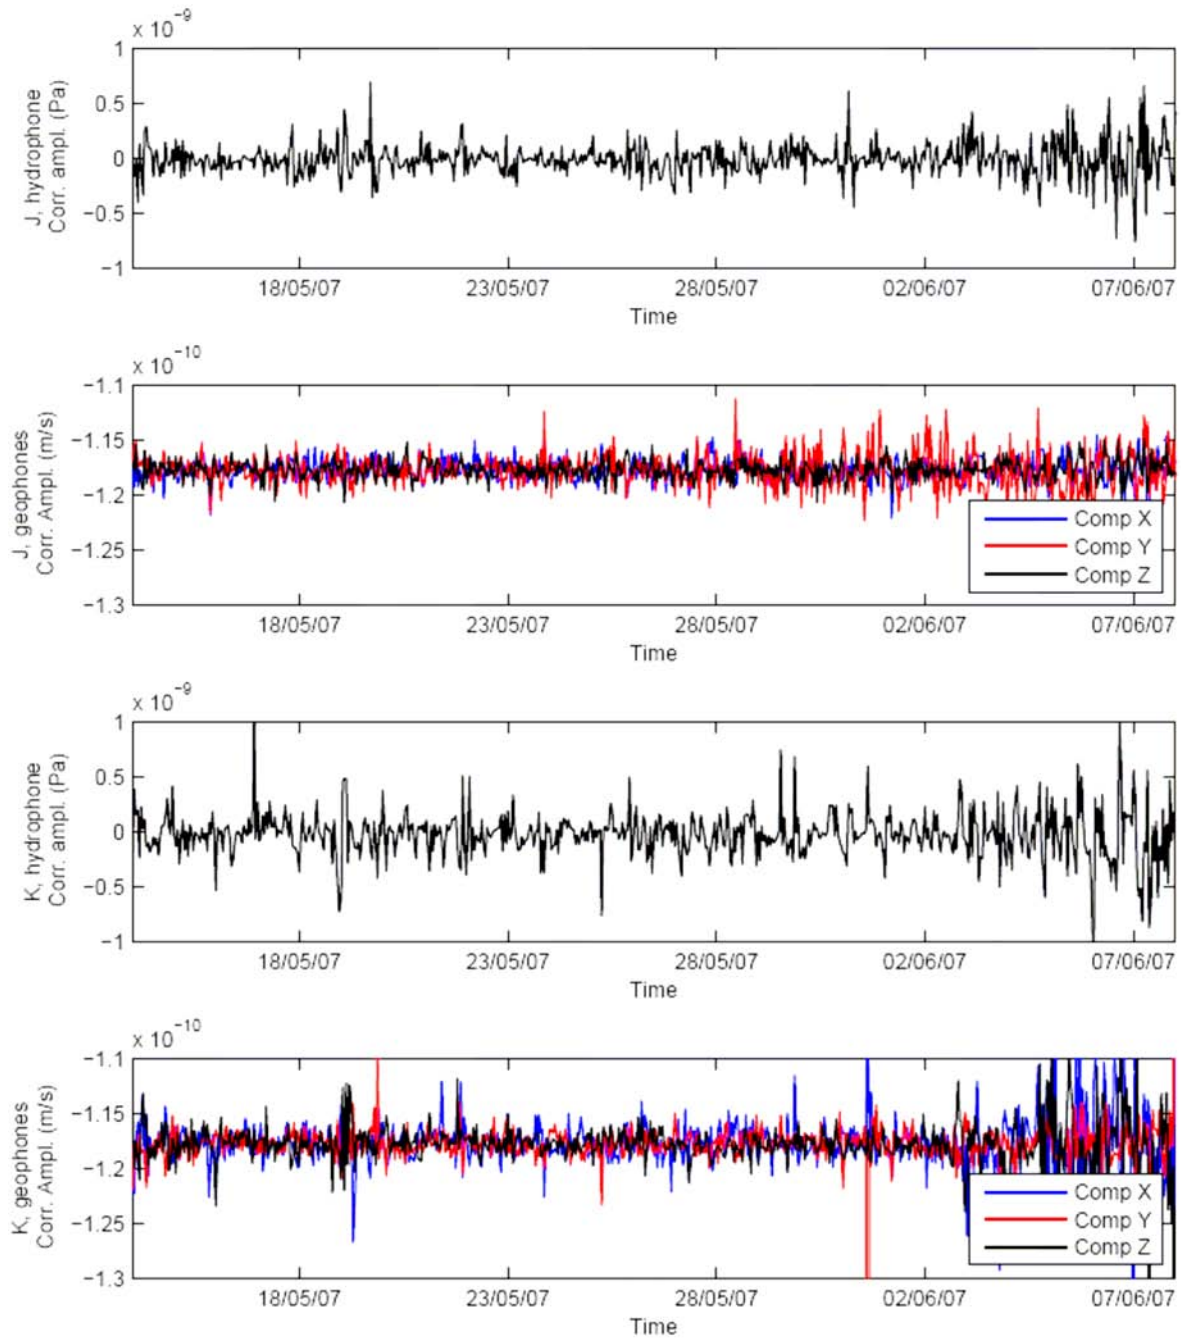 x 10⁻⁹
1
0.5
0
−0.5
−1
J, hydrophone
Corr. ampl. (Pa)
18/05/07 23/05/07 28/05/07 02/06/07 07/06/07
Time
x 10⁻¹⁰
−1.1
−1.15
−1.2
−1.25
−1.3
J, geophones
Corr. Ampl. (m/s)
Comp X
Comp Y
Comp Z
18/05/07 23/05/07 28/05/07 02/06/07 07/06/07
Time
x 10⁻⁹
1
0.5
0
−0.5
−1
K, hydrophone
Corr. ampl. (Pa)
18/05/07 23/05/07 28/05/07 02/06/07 07/06/07
Time
x 10⁻¹⁰
−1.1
−1.15
−1.2
−1.25
−1.3
K, geophones
Corr. Ampl. (m/s)
Comp X
Comp Y
Comp Z
18/05/07 23/05/07 28/05/07 02/06/07 07/06/07
Time